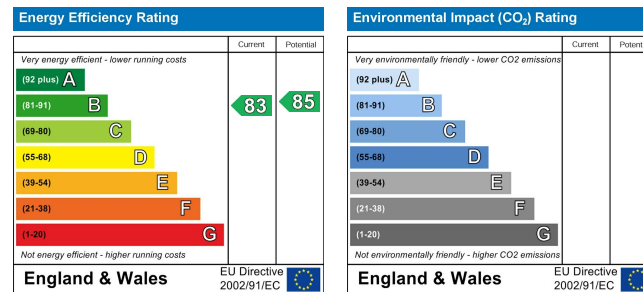 Energy Efficiency Rating
Current Potential
Very energy efficient - lower running costs
(92 plus) A
(81-91) B
83 85
(69-80) C
(55-68) D
(39-54) E
(21-38) F
(1-20) G
Not energy efficient - higher running costs
England & Wales
EU Directive
2002/91/EC
Environmental Impact (CO2) Rating
Current Potent
Very environmentally friendly - lower CO2 emissions
(92 plus) A
(81-91) B
(69-80) C
(55-68) D
(39-54) E
(21-38) F
(1-20) G
Not environmentally friendly - higher CO2 emissions
England & Wales
EU Directive
2002/91/EC